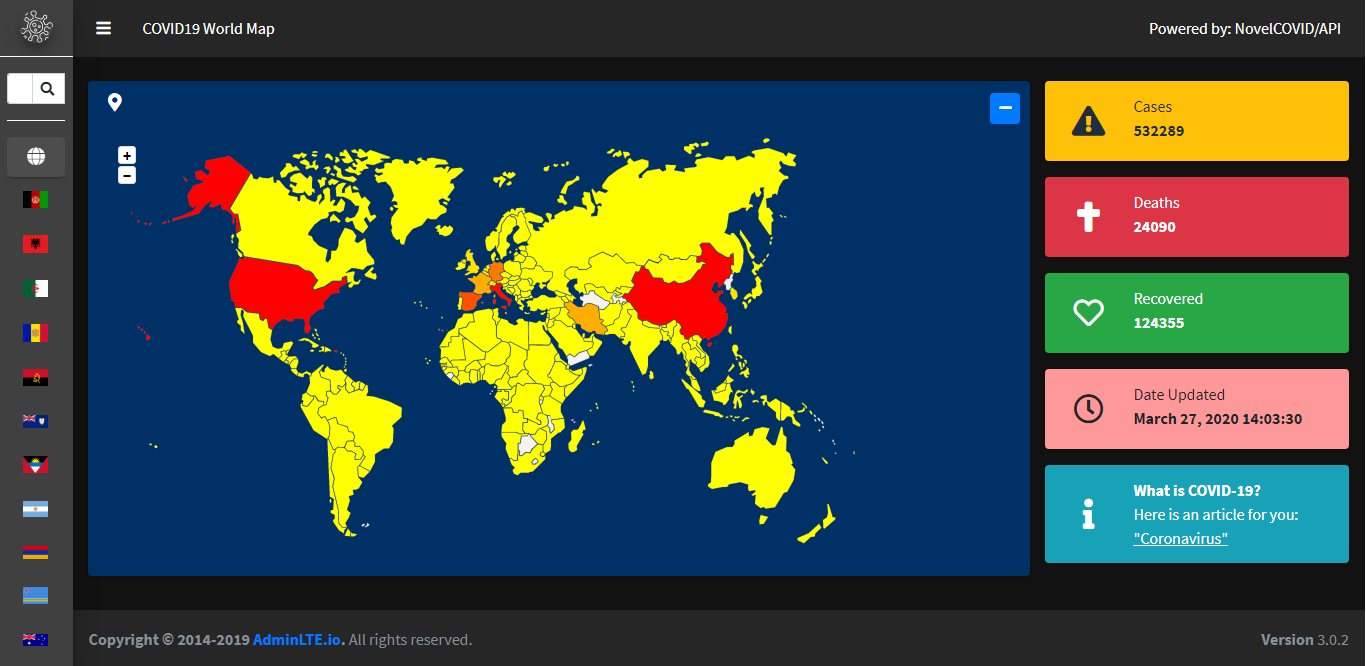 COVID19 World Map
Powered by: NovelCOVID/API
+
−
Cases
532289
Deaths
24090
Recovered
124355
Date Updated
March 27, 2020 14:03:30
What is COVID-19?
Here is an article for you:
"Coronavirus"
Copyright © 2014-2019 AdminLTE.io. All rights reserved.
Version 3.0.2